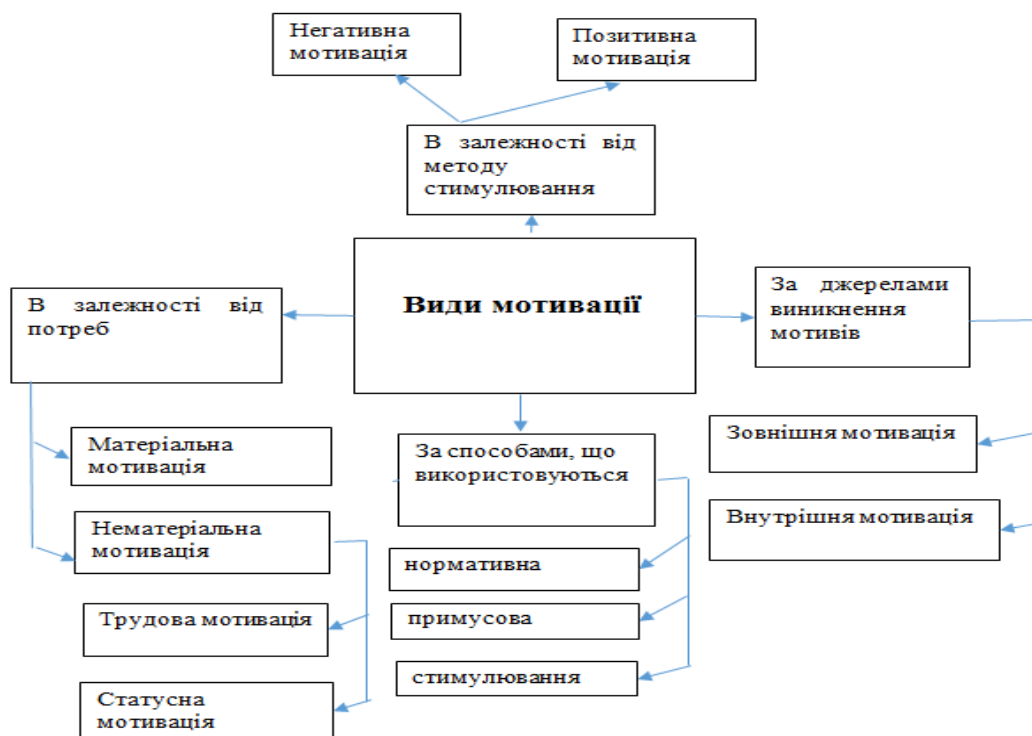 Негативна
мотивація
Позитивна
мотивація
В залежності від
методу
стимулювання
Види мотивації
В залежності від
потреб
За джерелами
виникнення
мотивів
Матеріальна
мотивація
Нематеріальна
мотивація
Трудова мотивація
Статусна
мотивація
За способами, що
використовуються
нормативна
примусова
стимулювання
Зовнішня мотивація
Внутрішня мотивація